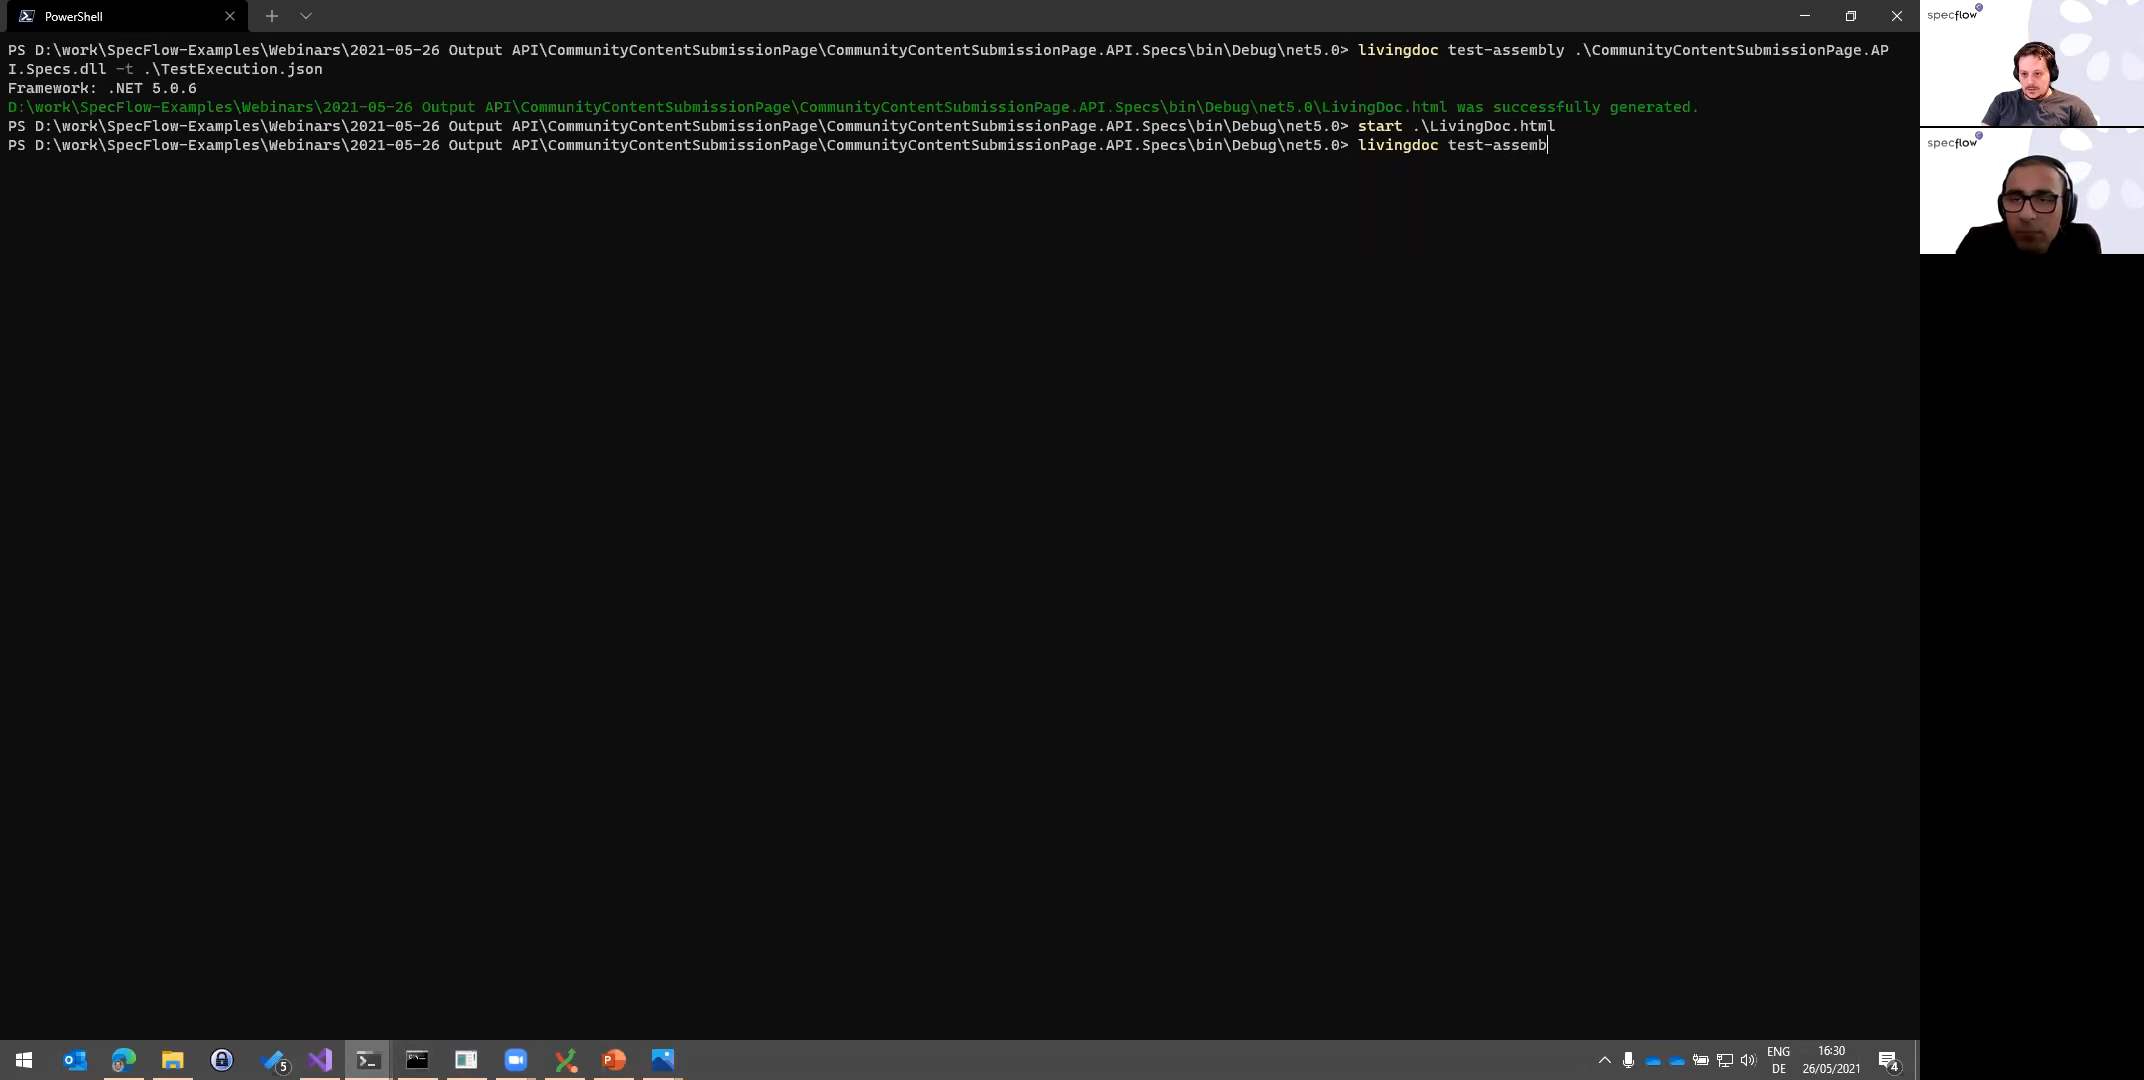 PowerShell
PS D:\work\SpecFlow-Examples\Webinars\2021-05-26 Output API\CommunityContentSubmissionPage\CommunityContentSubmissionPage.API.Specs\bin\Debug\net5.0> livingdoc test-assembly .\CommunityContentSubmissionPage.AP
I.Specs.dll -t .\TestExecution.json
Framework: .NET 5.0.6
D:\work\SpecFlow-Examples\Webinars\2021-05-26 Output API\CommunityContentSubmissionPage\CommunityContentSubmissionPage.API.Specs\bin\Debug\net5.0\LivingDoc.html was successfully generated.
PS D:\work\SpecFlow-Examples\Webinars\2021-05-26 Output API\CommunityContentSubmissionPage\CommunityContentSubmissionPage.API.Specs\bin\Debug\net5.0> start .\LivingDoc.html
PS D:\work\SpecFlow-Examples\Webinars\2021-05-26 Output API\CommunityContentSubmissionPage\CommunityContentSubmissionPage.API.Specs\bin\Debug\net5.0> livingdoc test-assemb
specflow
specflow
5
ENG
DE
16:30
26/05/2021
4